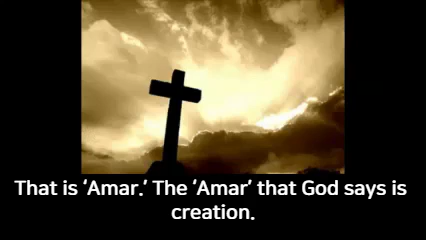 That is ‘Amar.’ The ‘Amar’ that God says is
creation.